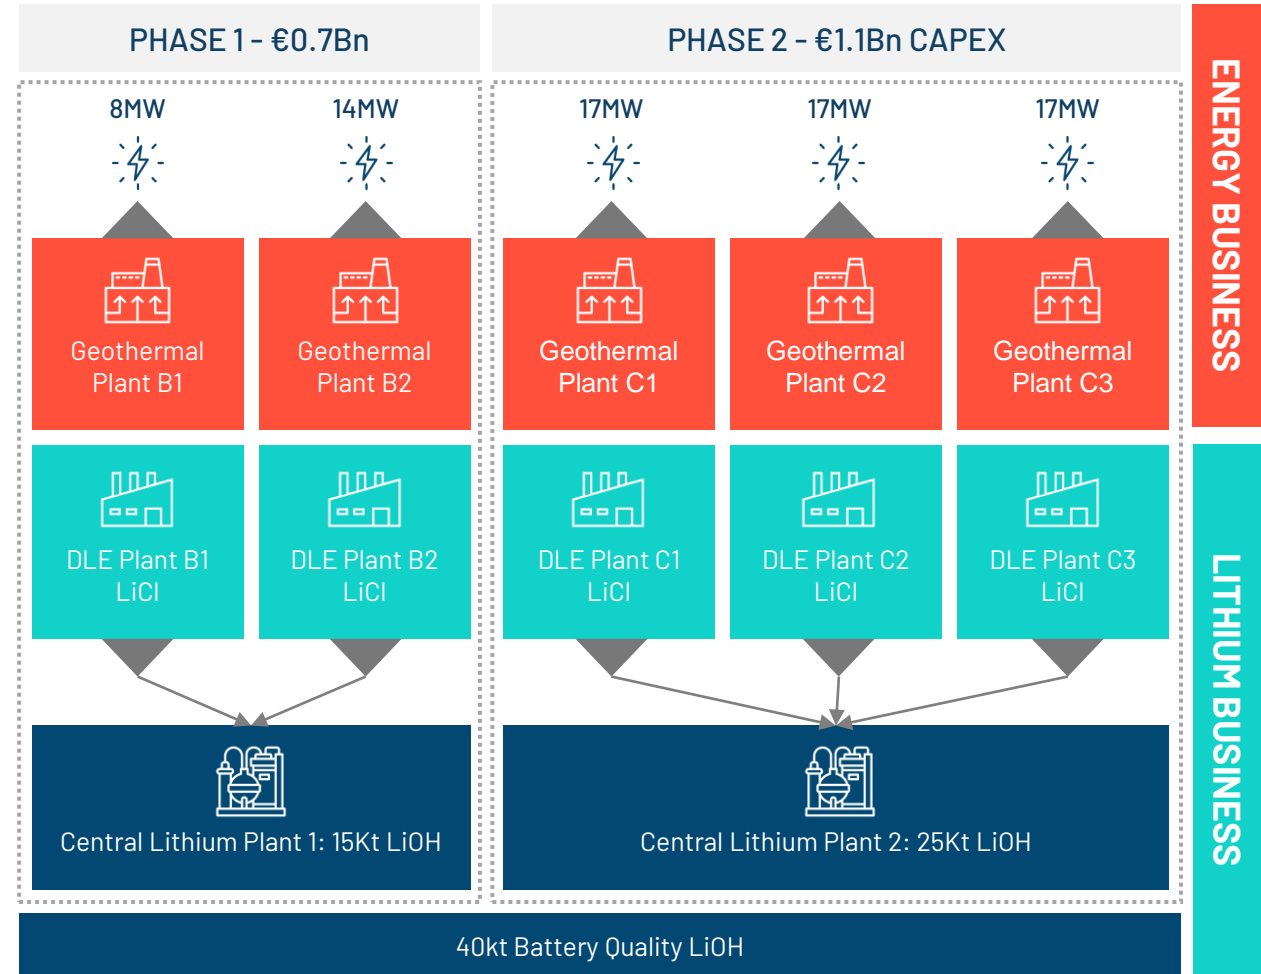 PHASE 1 - €0.7Bn
PHASE 2 - €1.1Bn CAPEX
8MW
14MW
17MW
17MW
17MW
Geothermal
Plant B1
Geothermal
Plant B2
Geothermal
Plant C1
Geothermal
Plant C2
Geothermal
Plant C3
ENERGY BUSINESS
DLE Plant B1
LiCl
DLE Plant B2
LiCl
DLE Plant C1
LiCl
DLE Plant C2
LiCl
DLE Plant C3
LiCl
Central Lithium Plant 1: 15Kt LiOH
Central Lithium Plant 2: 25Kt LiOH
LITHIUM BUSINESS
40kt Battery Quality LiOH